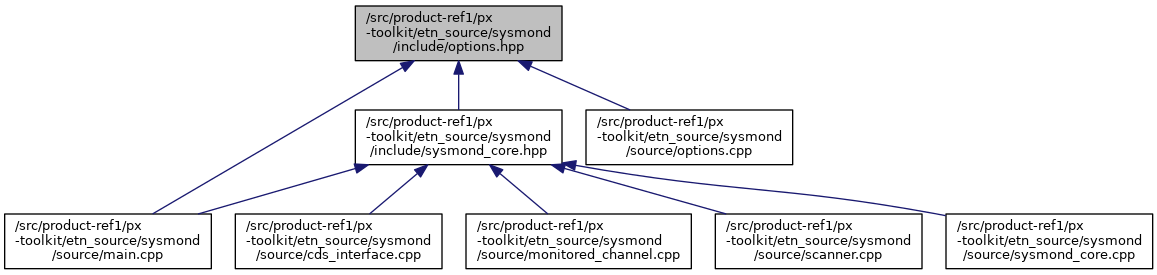 /src/product-ref1/px
-toolkit/etn_source/sysmond
/include/options.hpp
/src/product-ref1/px
-toolkit/etn_source/sysmond
/include/sysmond_core.hpp
/src/product-ref1/px
-toolkit/etn_source/sysmond
/source/options.cpp
/src/product-ref1/px
-toolkit/etn_source/sysmond
/source/main.cpp
/src/product-ref1/px
-toolkit/etn_source/sysmond
/source/cds_interface.cpp
/src/product-ref1/px
-toolkit/etn_source/sysmond
/source/monitored_channel.cpp
/src/product-ref1/px
-toolkit/etn_source/sysmond
/source/scanner.cpp
/src/product-ref1/px
-toolkit/etn_source/sysmond
/source/sysmond_core.cpp